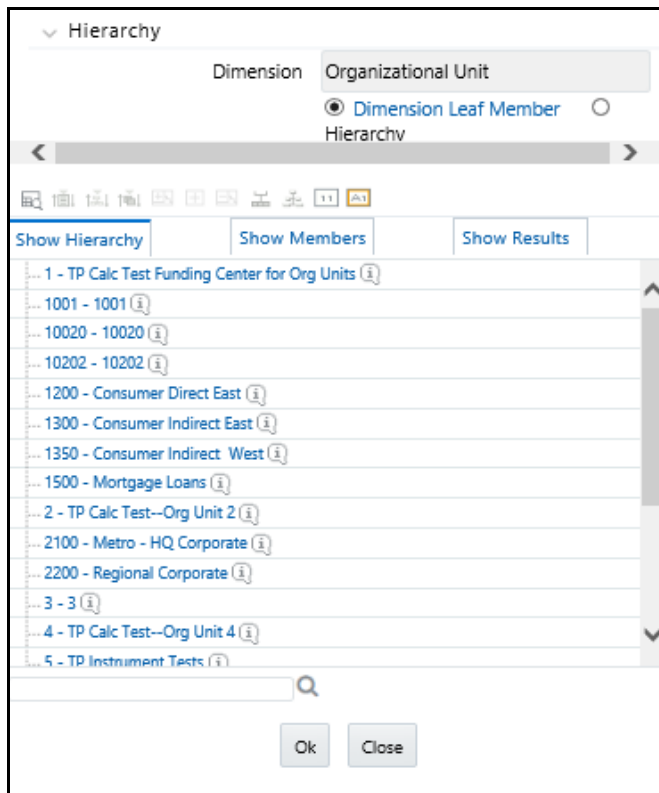 Hierarchy
Dimension Organizational Unit
Dimension Leaf Member
Hierarchy
11 A1
Show Hierarchy Show Members Show Results
1 - TP Calc Test Funding Center for Org Units
1001 - 1001
10020 - 10020
10202 - 10202
1200 - Consumer Direct East
1300 - Consumer Indirect East
1350 - Consumer Indirect  West
1500 - Mortgage Loans
2 - TP Calc Test--Org Unit 2
2100 - Metro - HQ Corporate
2200 - Regional Corporate
3 - 3
4 - TP Calc Test--Org Unit 4
5 - TP Instrument Tests
Ok Close